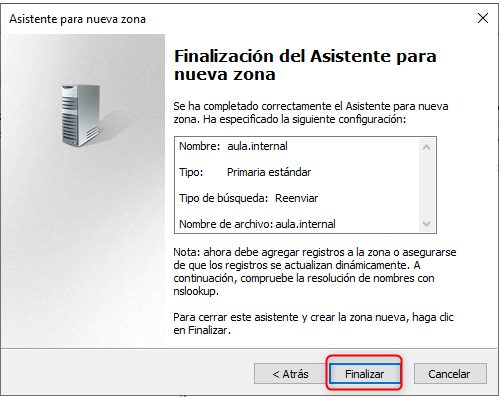 Asistente para nueva zona
Finalización del Asistente para
nueva zona
Se ha completado correctamente el Asistente para nueva
zona. Ha especificado la siguiente configuración:
Nombre: aula.internal
Tipo: Primaria estándar
Tipo de búsqueda: Reenviar
Nombre de archivo: aula.internal
Nota: ahora debe agregar registros a la zona o asegurarse
de que los registros se actualizan dinámicamente. A
continuación, compruebe la resolución de nombres con
nslookup.
Para cerrar este asistente y crear la zona nueva, haga clic
en Finalizar.
< Atrás Finalizar Cancelar